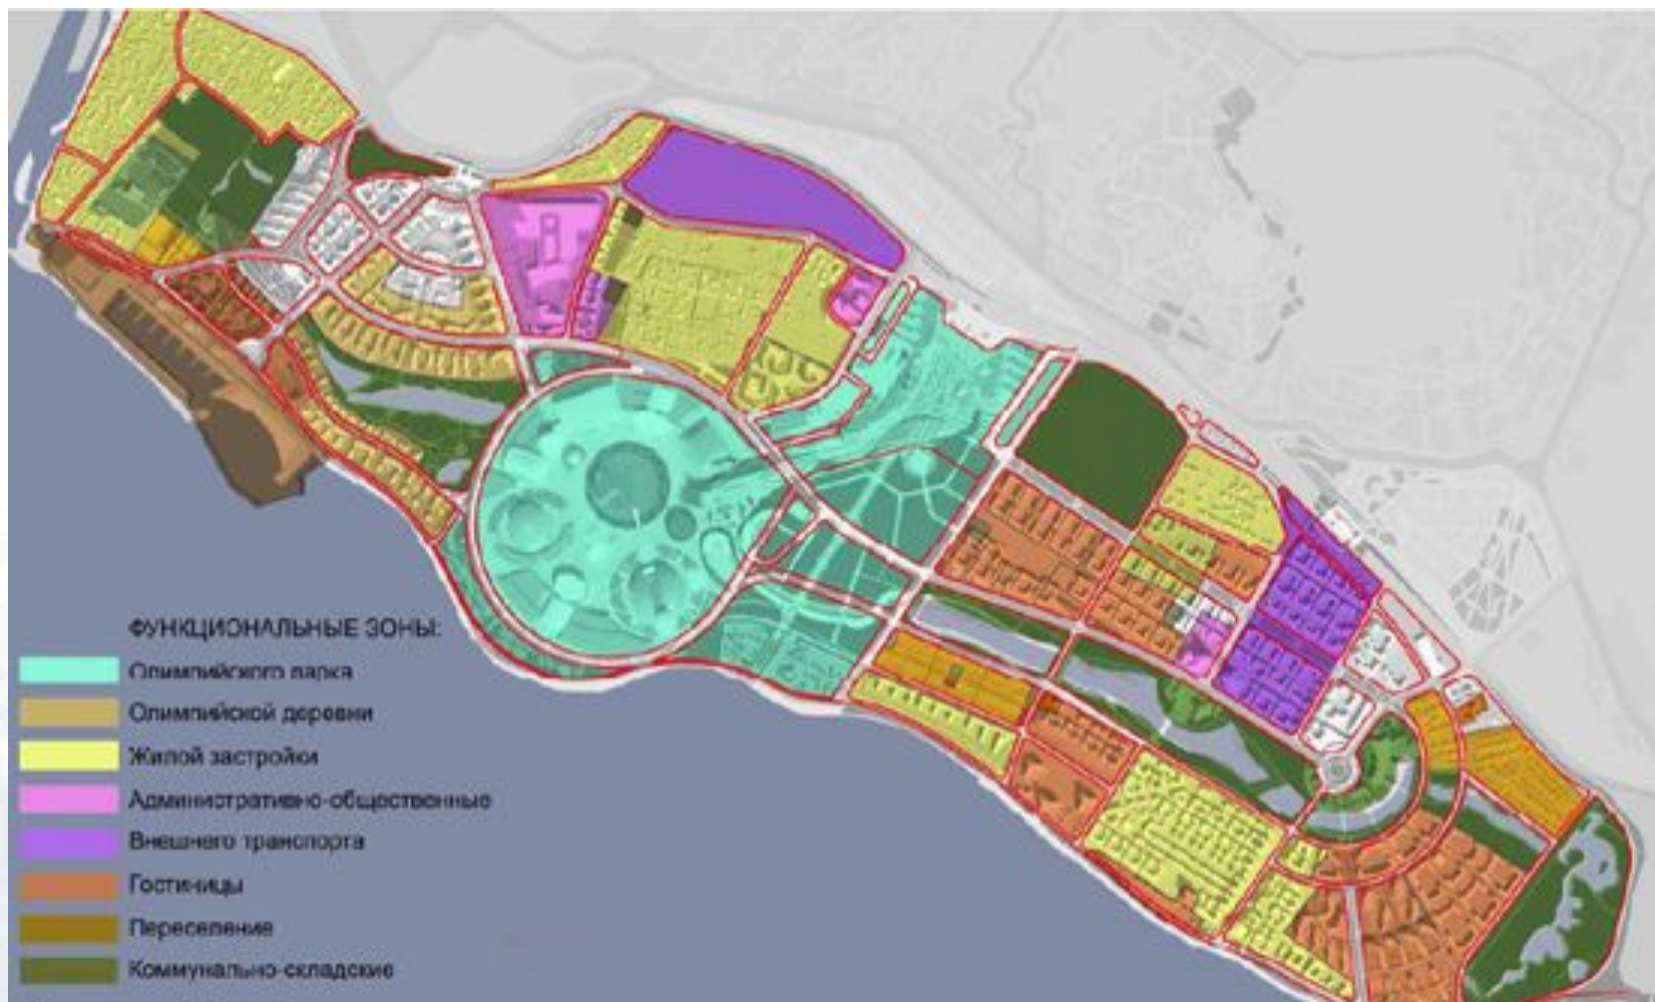 ФУНКЦИОНАЛЬНЫЕ ЗОНЫ:
Олимпийского парка
Олимпийской деревни
Жилой застройки
Административно-общественные
Внешнего транспорта
Гостиницы
Переселение
Коммунально-складские